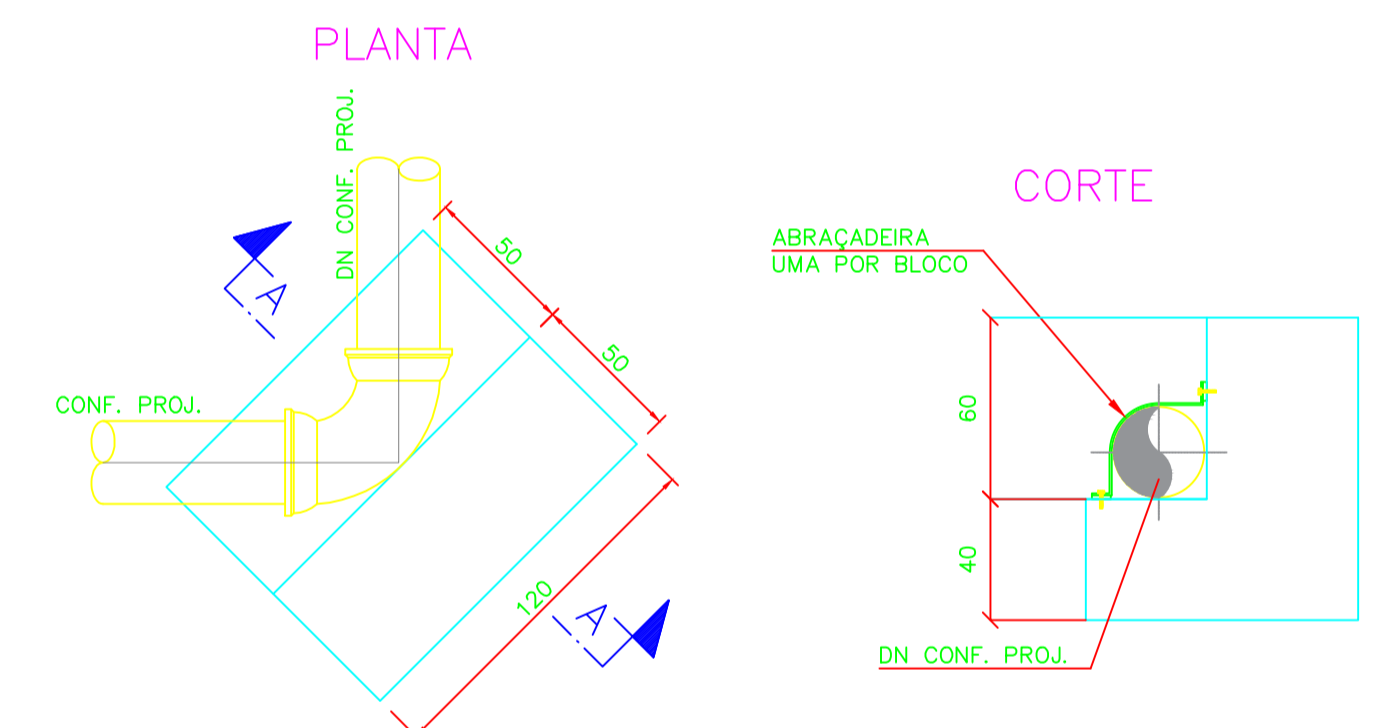 PLANTA
DN CONF. PROJ.
50
50
A
CONF. PROJ.
120
A
CORTE
ABRAÇADEIRA
UMA POR BLOCO
60
40
DN CONF. PROJ.